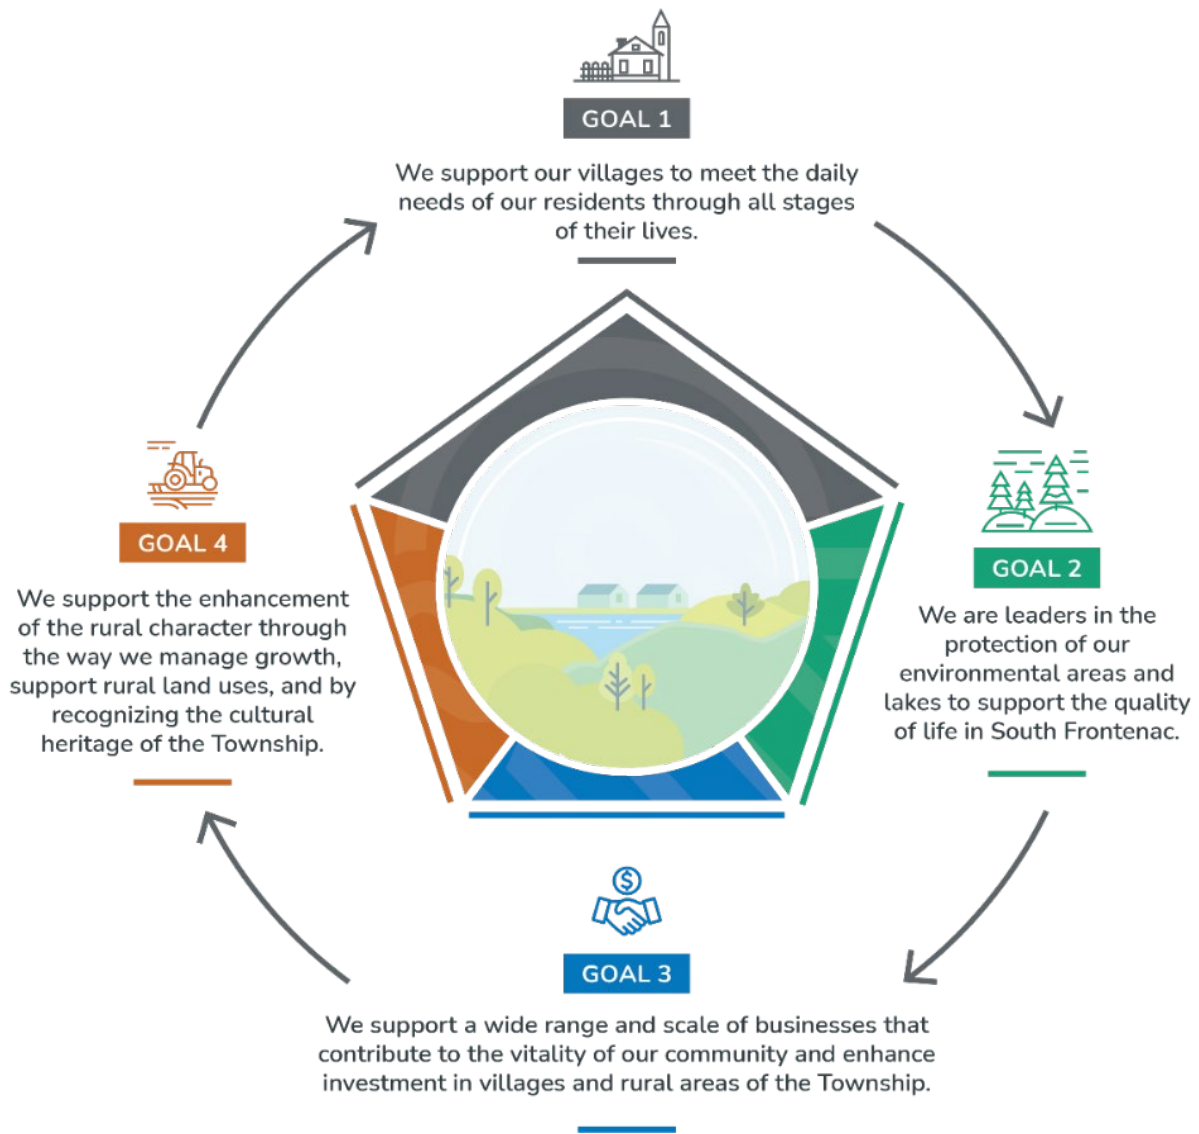 GOAL 1
We support our villages to meet the daily
needs of our residents through all stages
of their lives.
GOAL 2
We are leaders in the
protection of our
environmental areas and
lakes to support the quality
of life in South Frontenac.
$
GOAL 3
We support a wide range and scale of businesses that
contribute to the vitality of our community and enhance
investment in villages and rural areas of the Township.
GOAL 4
We support the enhancement
of the rural character through
the way we manage growth,
support rural land uses, and by
recognizing the cultural
heritage of the Township.